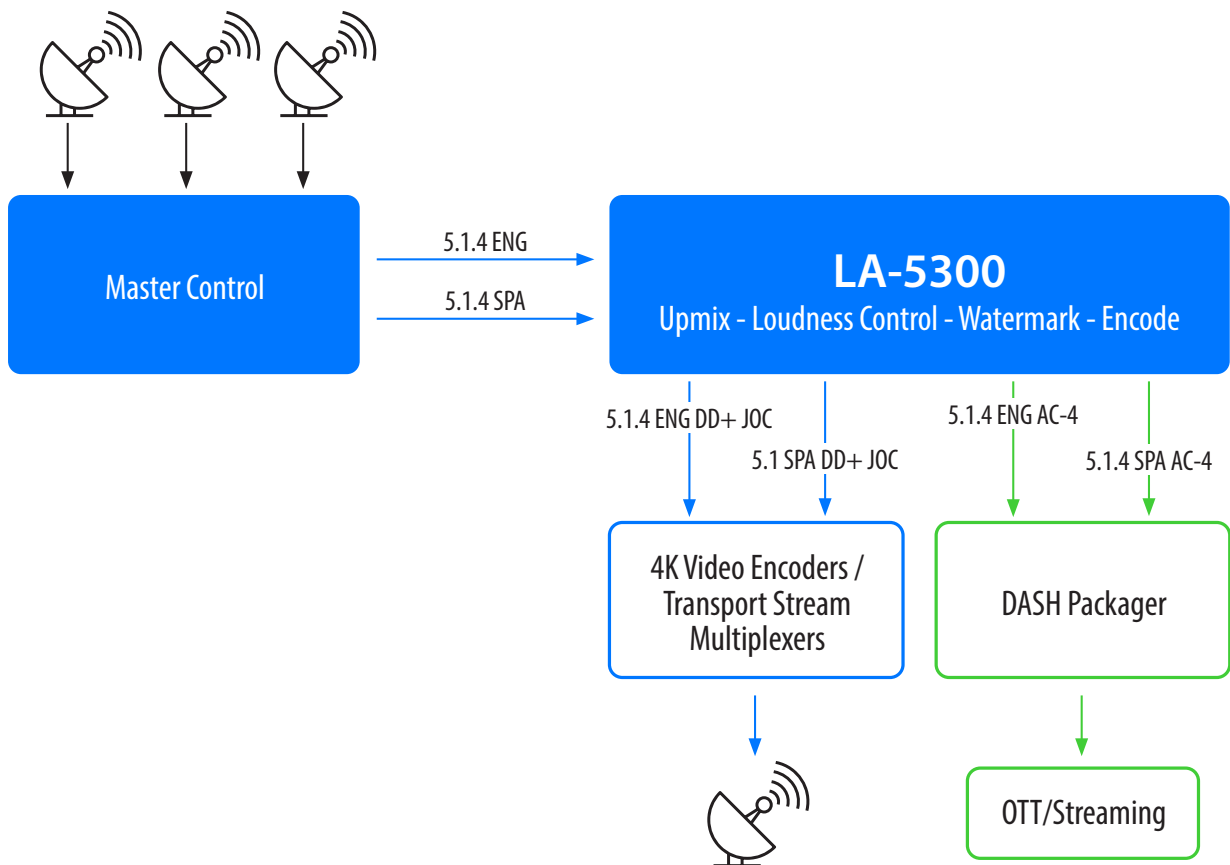 5.1.4 ENG
Master Control
5.1.4 SPA
LA-5300
Upmix - Loudness Control - Watermark - Encode
5.1.4 ENG DD+ JOC
5.1 SPA DD+ JOC
5.1.4 ENG AC-4
5.1.4 SPA AC-4
4K Video Encoders /
Transport Stream
Multiplexers
DASH Packager
OTT/Streaming